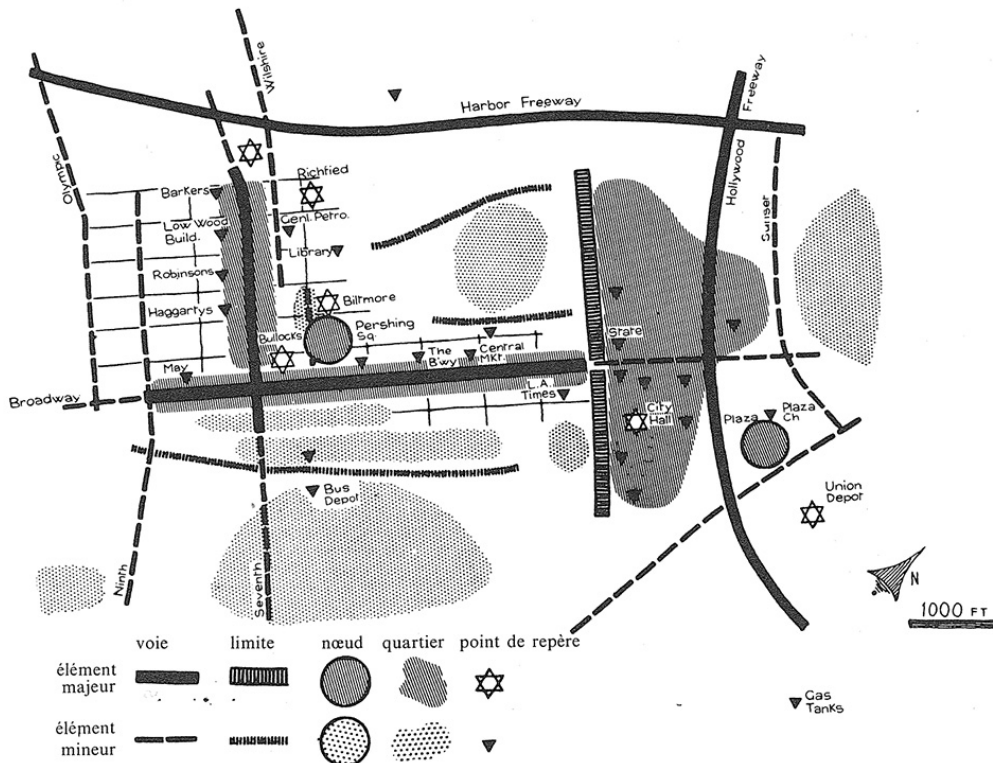 Wilshire
Harbor Freeway
Freeway
Hollywood
Olympic
Sunset
Richfied
Barkers
Genl. Petro.
Low Wood
Build.
Library
Robinsons
Haggartys
Biltmore
Bullocks
Pershing
Sq.
State
The
B'wy
Central
Mkt.
May
Broadway
L.A.
Times
City
Hall
Plaza
Plaza
Ch
Bus
Depot
Union
Depot
Ninth
Seventh
N
1000 FT
voie limite nœud quartier point de repère
élément
majeur
élément
mineur
Gas
Tanks